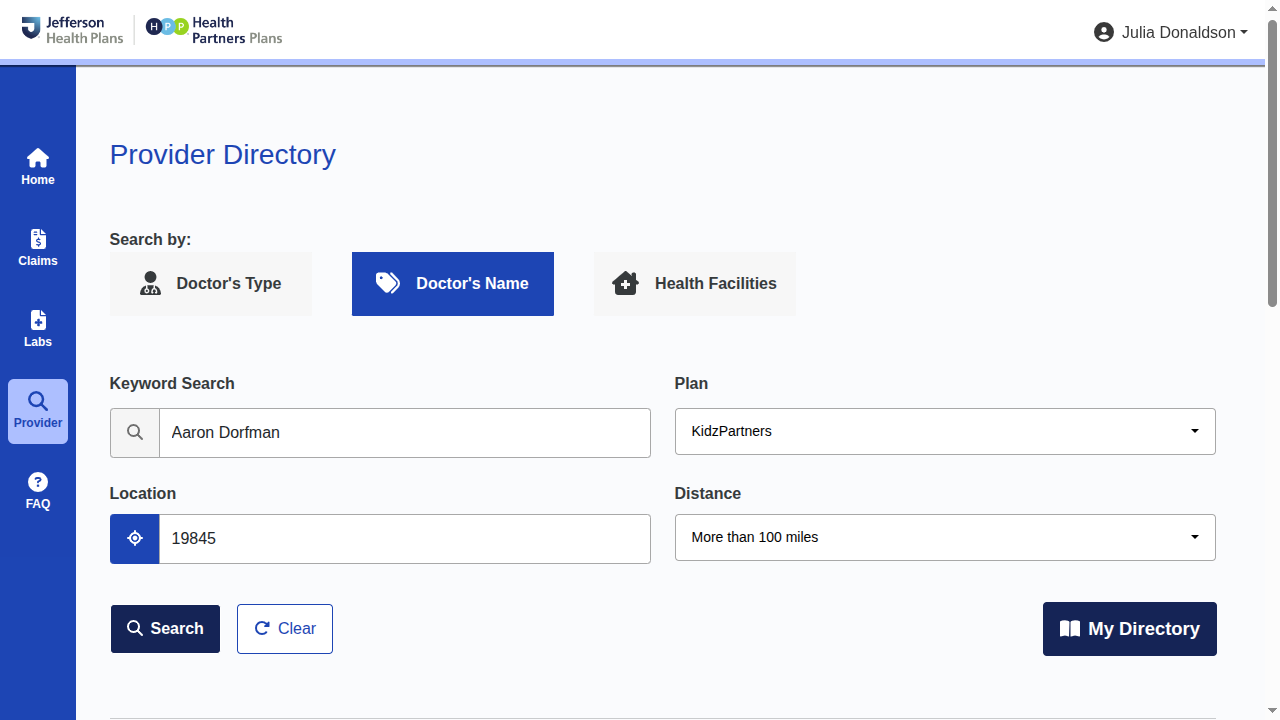 Jefferson
Health Plans
HPP Health
Partners Plans
Julia Donaldson
Home
Claims
Labs
Provider
FAQ
Provider Directory
Search by:
Doctor's Type
Doctor's Name
Health Facilities
Keyword Search
Plan
Aaron Dorfman
KidzPartners
Location
Distance
19845
More than 100 miles
Search
Clear
My Directory